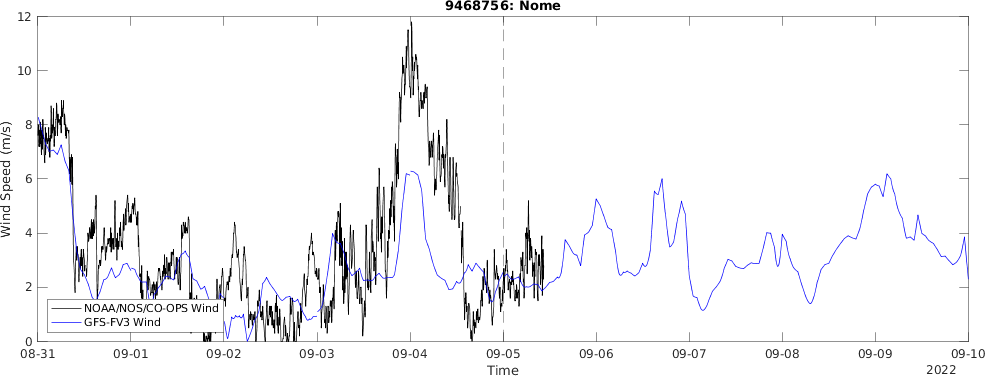 9468756: Nome
12
10
8
6
4
2
0
Wind Speed (m/s)
NOAA/NOS/CO-OPS Wind
GFS-FV3 Wind
08-31 09-01 09-02 09-03 09-04 09-05 09-06 09-07 09-08 09-09 09-10
Time
2022